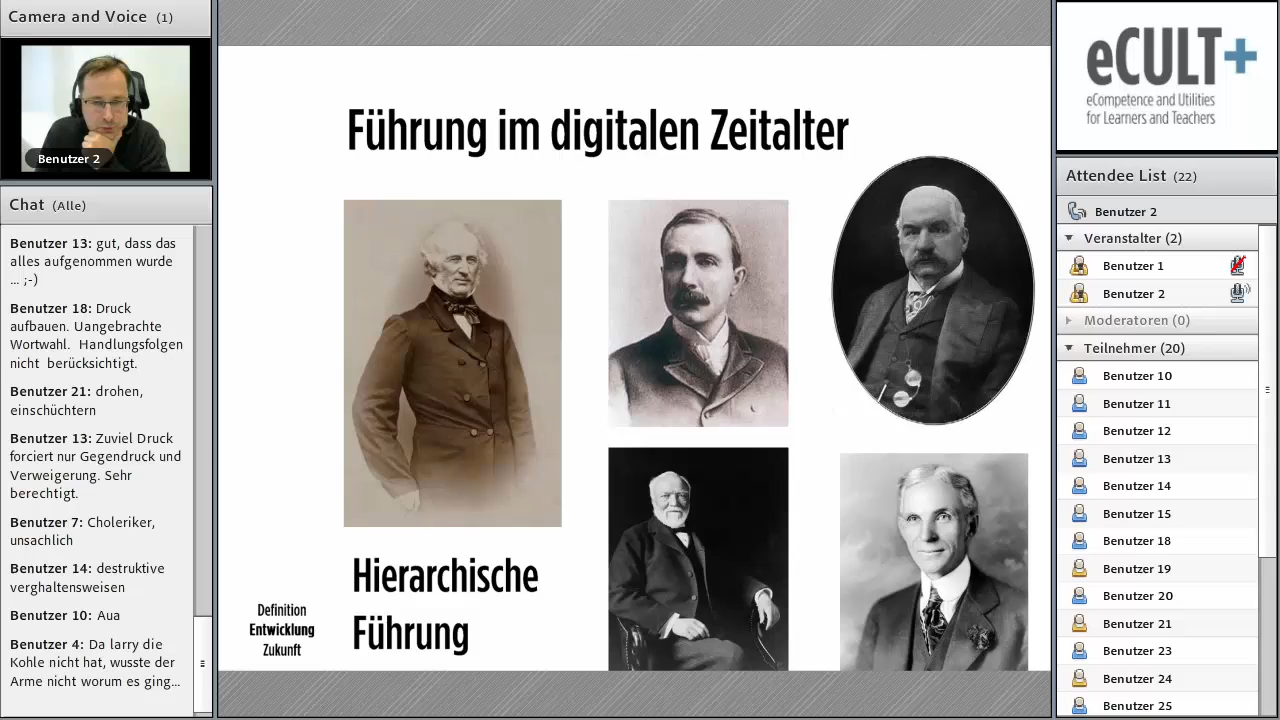 Camera and Voice (1)
Benutzer 2
Chat (Alle)
Benutzer 13: gut, dass das
alles aufgenommen wurde
... ;-)
Benutzer 18: Druck
aufbauen. Uangebrachte
Wortwahl. Handlungsfolgen
nicht berücksichtigt.
Benutzer 21: drohen,
einschüchtern
Benutzer 13: Zuviel Druck
forciert nur Gegendruck und
Verweigerung. Sehr
berechtigt.
Benutzer 7: Choleriker,
unsachlich
Benutzer 14: destruktive
verghaltensweisen
Benutzer 10: Aua
Benutzer 4: Da larry die
Kohle nicht hat, wusste der
Arme nicht worum es ging...
Führung im digitalen Zeitalter
Hierarchische
Führung
Definition
Entwicklung
Zukunft
eCULT+
eCompetence and Utilities
for Learners and Teachers
Attendee List (22)
Benutzer 2
Veranstalter (2)
Benutzer 1
Benutzer 2
Moderatoren (0)
Teilnehmer (20)
Benutzer 10
Benutzer 11
Benutzer 12
Benutzer 13
Benutzer 14
Benutzer 15
Benutzer 18
Benutzer 19
Benutzer 20
Benutzer 21
Benutzer 23
Benutzer 24
Benutzer 25